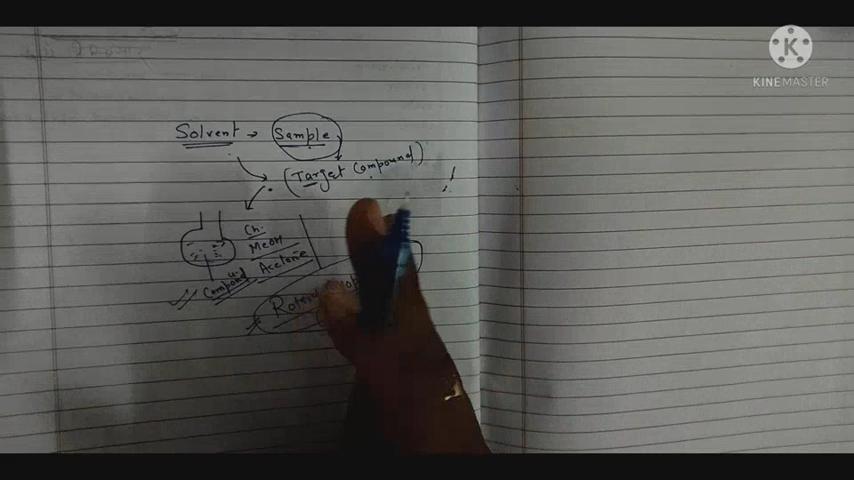 Solvent → Sample
(Target Compound)
Ch.
MeOH
Acetone
Compound
KINEMASTER